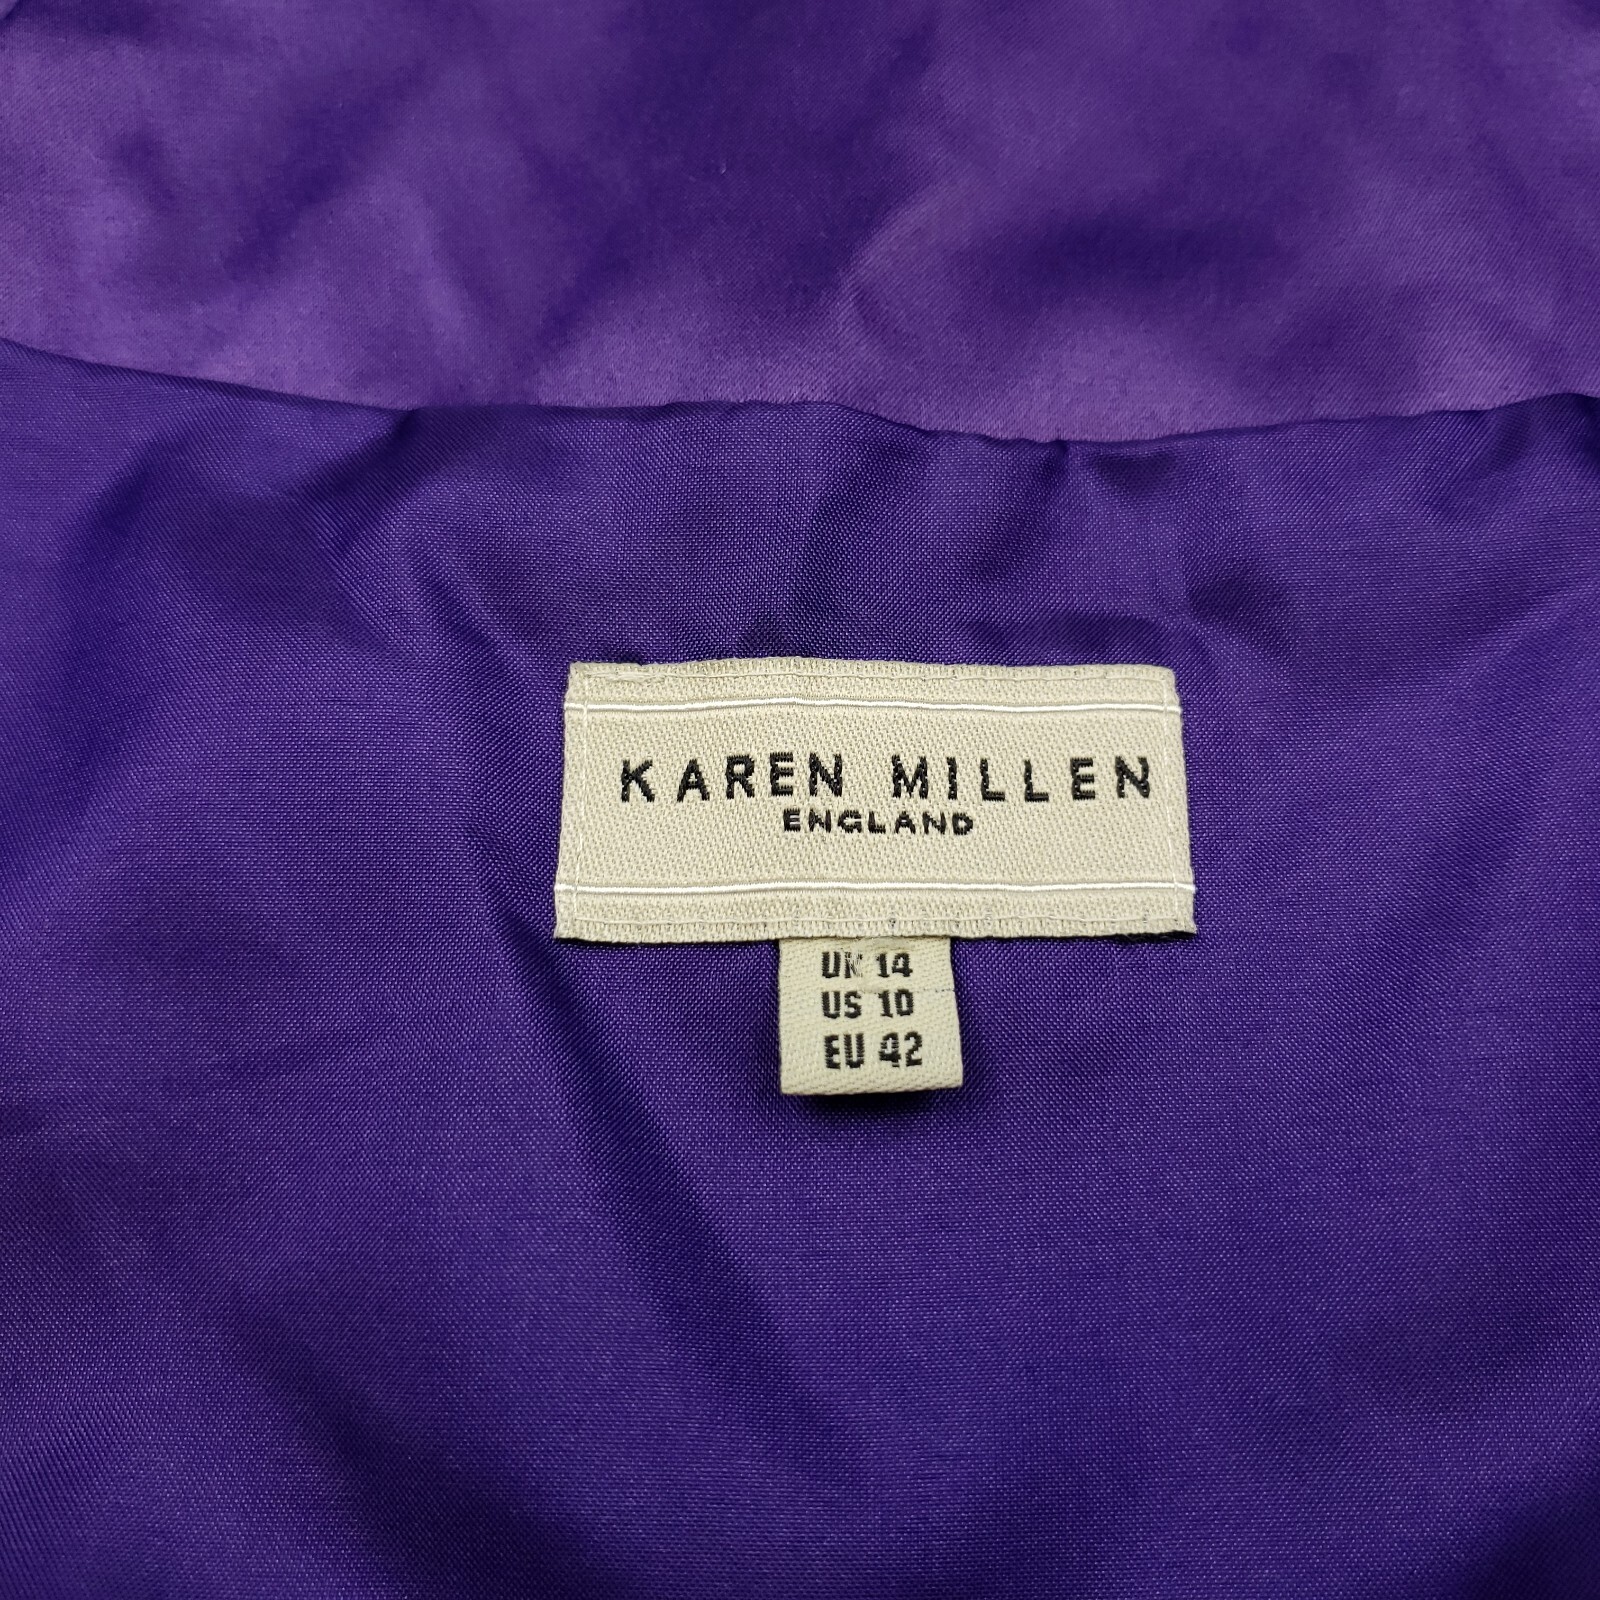 KAREN MILLEN
ENGLAND
UK 14
US 10
EU 42